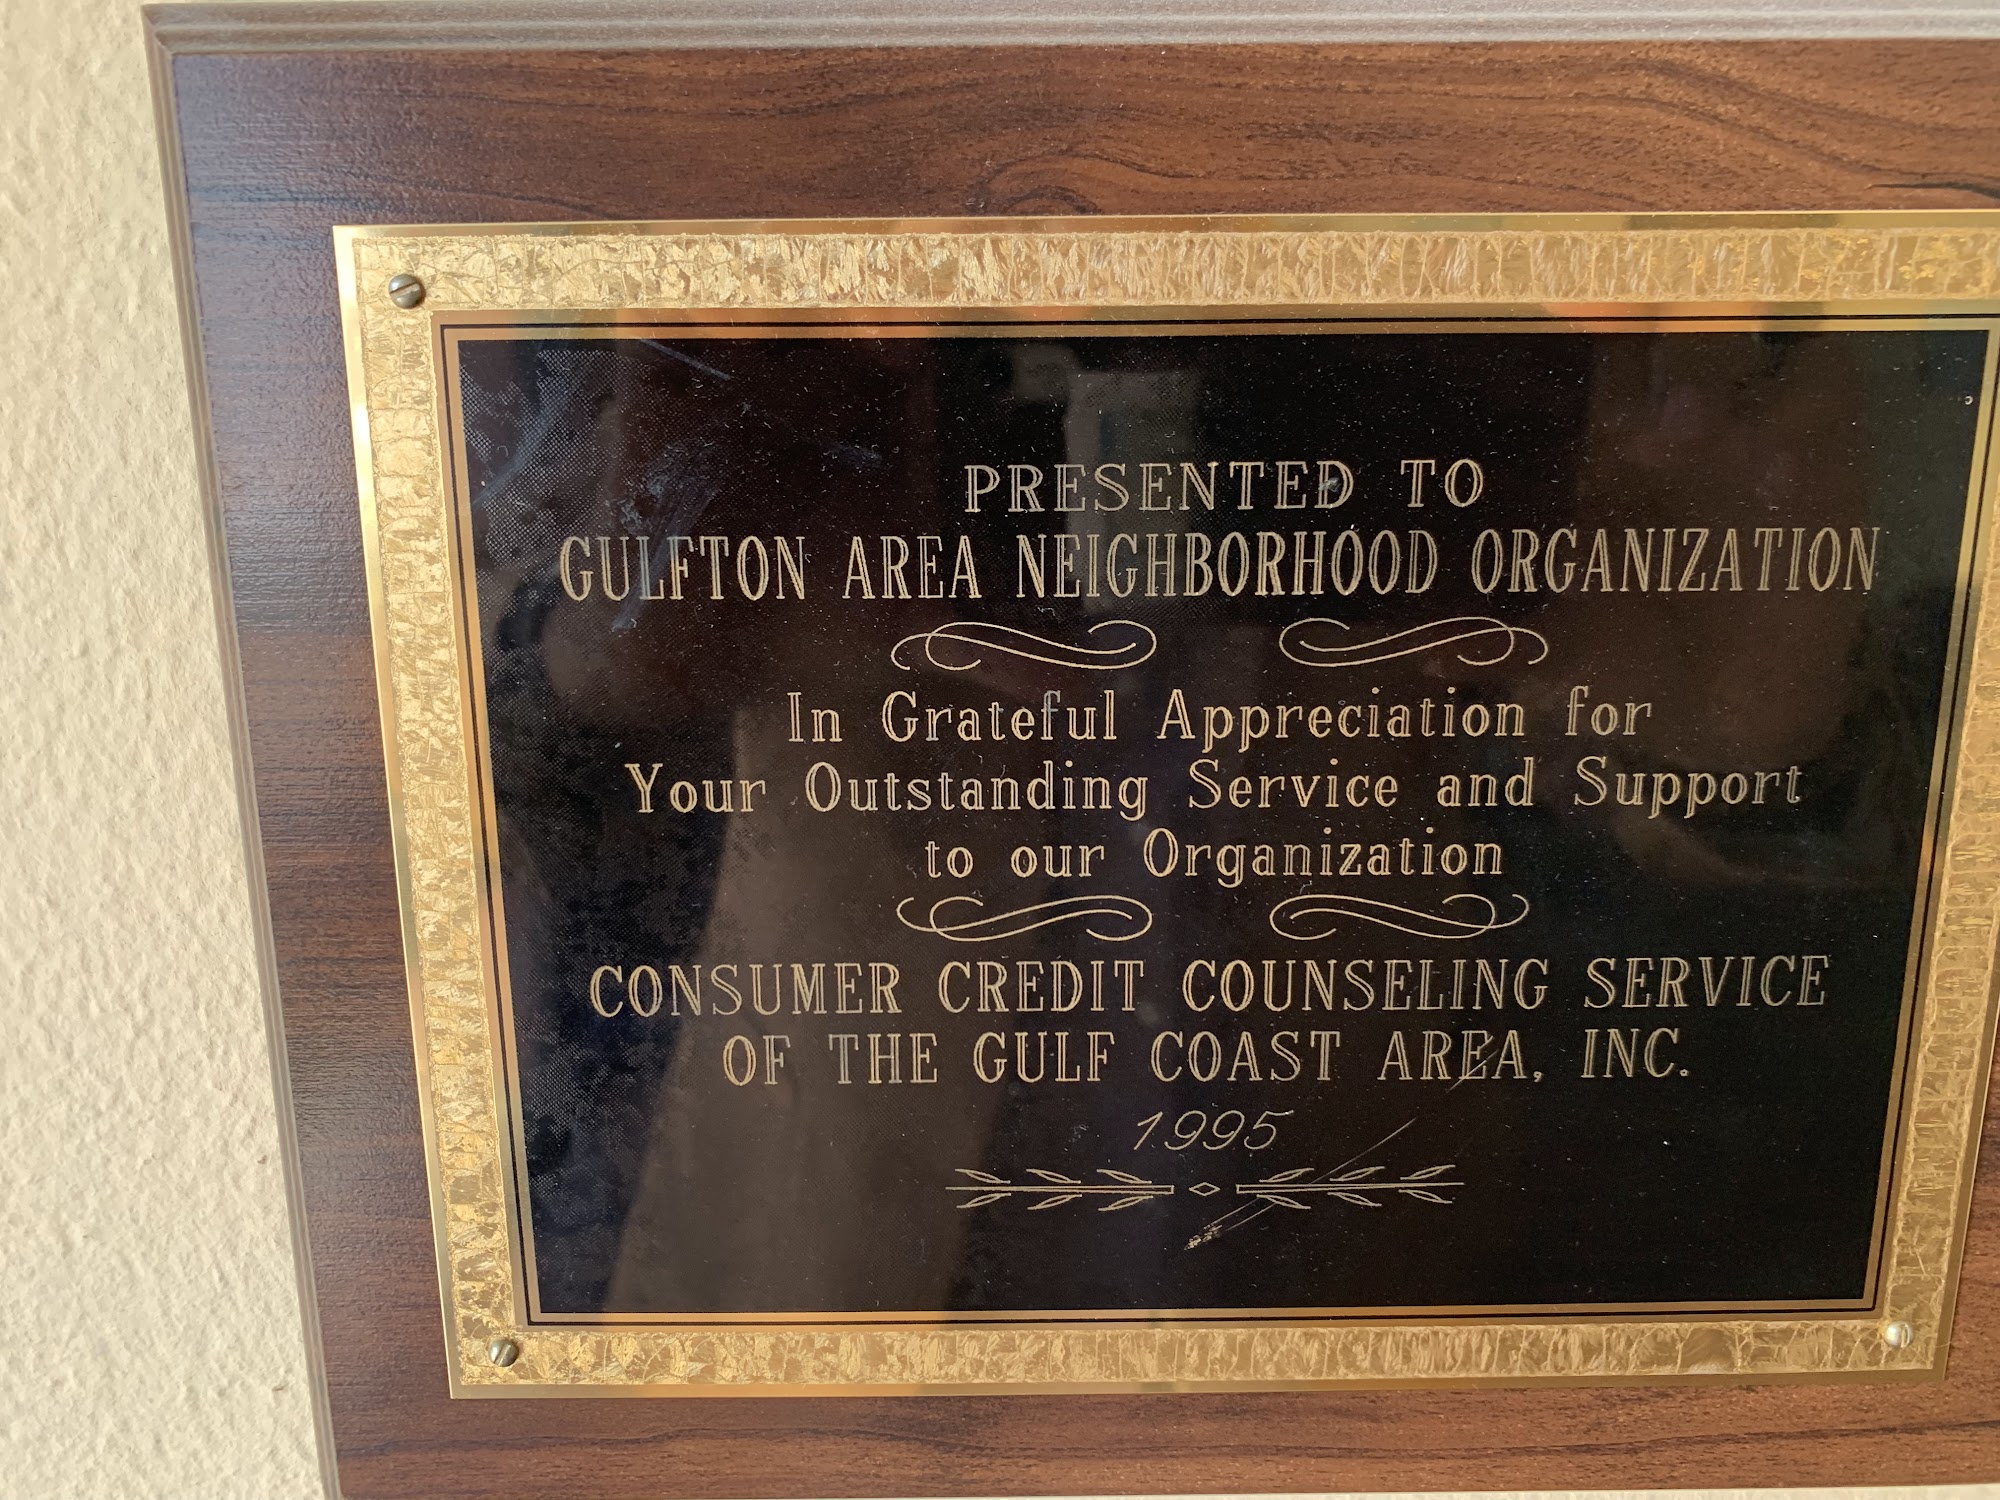 PRESENTED TO
GULFTON AREA NEIGHBORHOOD ORGANIZATION
In Grateful Appreciation for
Your Outstanding Service and Support
to our Organization
CONSUMER CREDIT COUNSELING SERVICE
OF THE GULF COAST AREA, INC.
1995